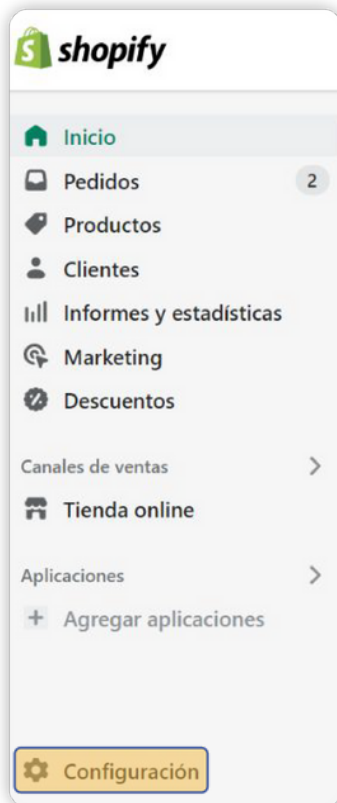 shopify
Inicio
Pedidos 2
Productos
Clientes
Informes y estadísticas
Marketing
Descuentos
Canales de ventas
Tienda online
Aplicaciones
Agregar aplicaciones
Configuración